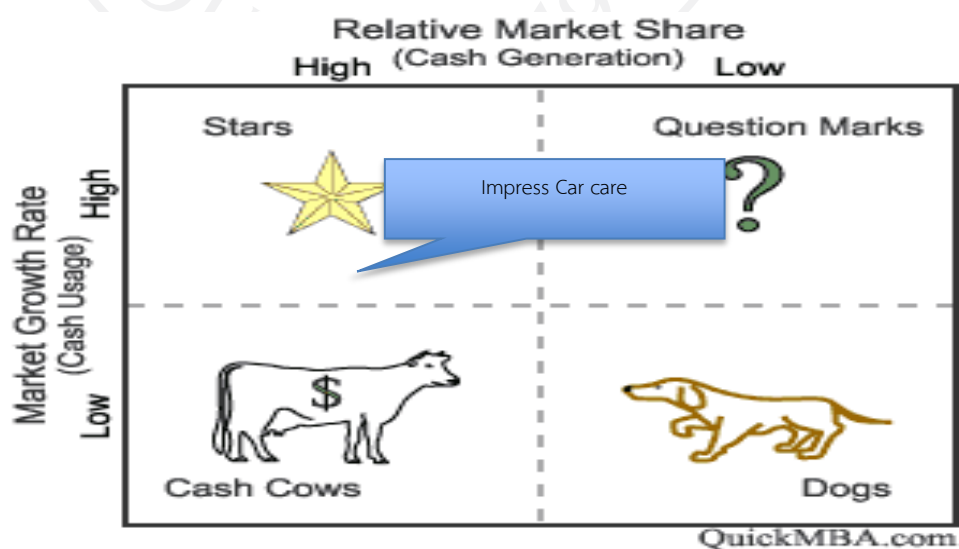 Relative Market Share
(Cash Generation)
High
Low
Stars
Question Marks
Impress Car care
?
Market Growth Rate
(Cash Usage)
High
Low
$
Cash Cows
Dogs
QuickMBA.com